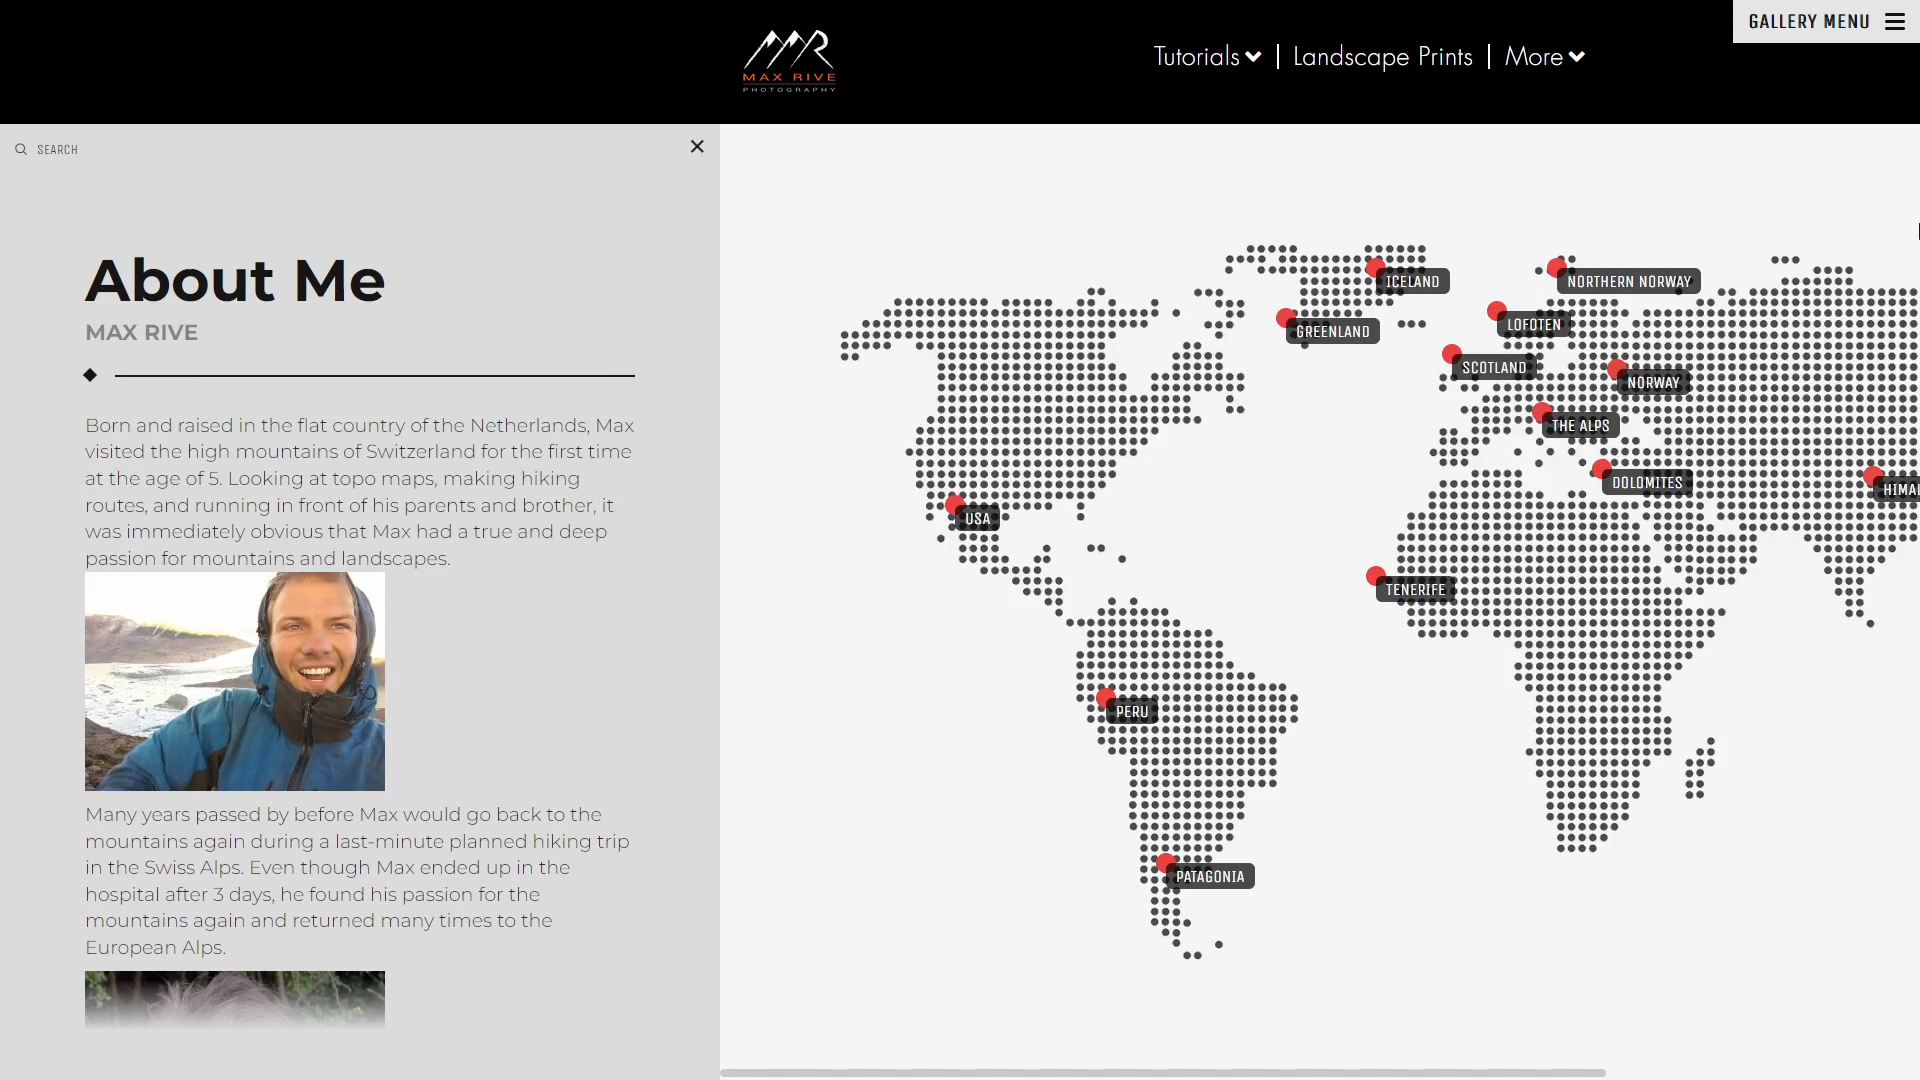 MAX RIVE
PHOTOGRAPHY
Tutorials
Landscape Prints
More
GALLERY MENU
SEARCH
About Me
MAX RIVE
Born and raised in the flat country of the Netherlands, Max
visited the high mountains of Switzerland for the first time
at the age of 5. Looking at topo maps, making hiking
routes, and running in front of his parents and brother, it
was immediately obvious that Max had a true and deep
passion for mountains and landscapes.
Many years passed by before Max would go back to the
mountains again during a last-minute planned hiking trip
in the Swiss Alps. Even though Max ended up in the
hospital after 3 days, he found his passion for the
mountains again and returned many times to the
European Alps.
ICELAND
NORTHERN NORWAY
GREENLAND
LOFOTEN
SCOTLAND
NORWAY
THE ALPS
DOLOMITES
HIMAL
USA
TENERIFE
PERU
PATAGONIA